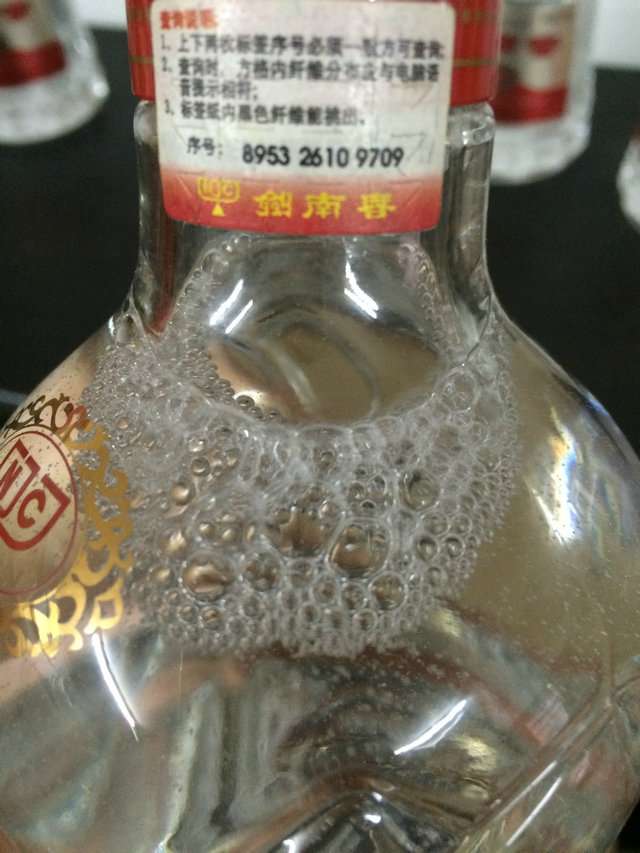 查询说明：
1、上下两枚标签序号必须一致方可查询；
2、查询时，方格内纤维分布应与电脑语
音提示相符；
3、标签纸内黑色纤维能挑出。
序号： 8953 2610 9709
剑南春
JNC